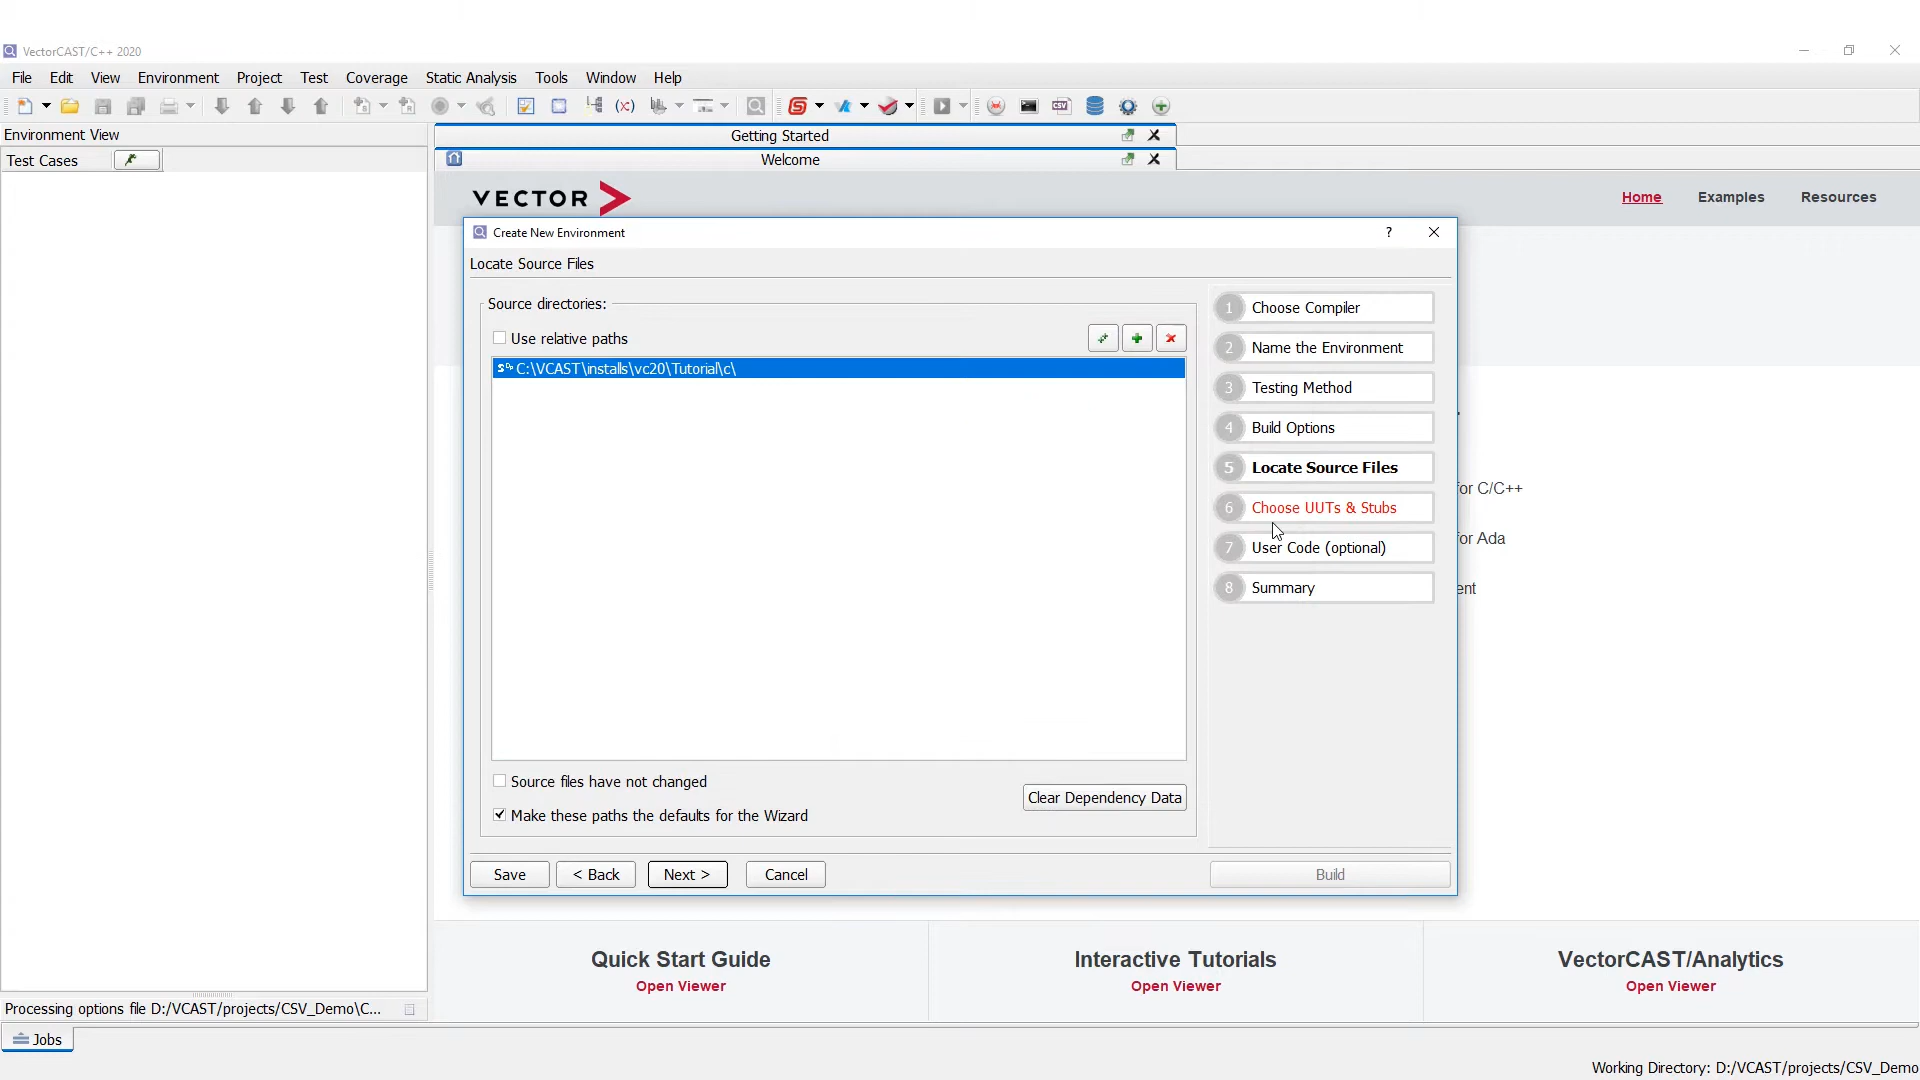 VectorCAST/C++ 2020
File Edit View Environment Project Test Coverage Static Analysis Tools Window Help
Environment View
Test Cases
Getting Started
Welcome
VECTOR
Home Examples Resources
Create New Environment
?
Locate Source Files
Source directories:
Use relative paths
C:\VCAST\installs\vc20\Tutorial\c\
1 Choose Compiler
2 Name the Environment
3 Testing Method
4 Build Options
5 Locate Source Files
6 Choose UUTs & Stubs
7 User Code (optional)
8 Summary
for C/C++
for Ada
ent
Source files have not changed
Clear Dependency Data
Make these paths the defaults for the Wizard
Save < Back Next > Cancel Build
Quick Start Guide
Open Viewer
Interactive Tutorials
Open Viewer
VectorCAST/Analytics
Open Viewer
Processing options file D:/VCAST/projects/CSV_Demo\C...
Jobs
Working Directory: D:/VCAST/projects/CSV_Demo